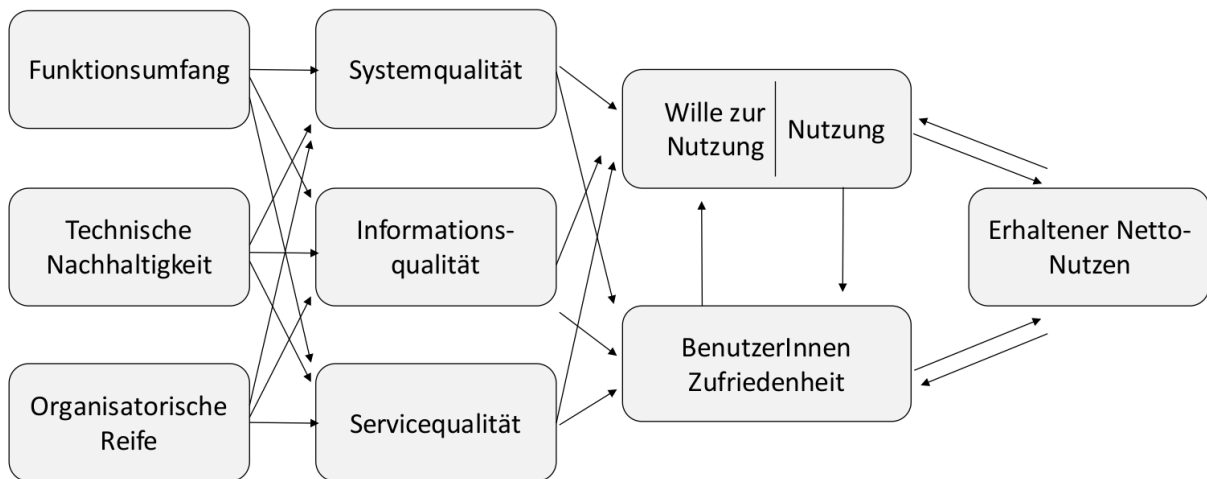 Funktionsumfang
Systemqualität
Wille zur
Nutzung
Nutzung
Technische
Nachhaltigkeit
Informations-
qualität
Erhaltener Netto-
Nutzen
Organisatorische
Reife
Servicequalität
BenutzerInnen
Zufriedenheit